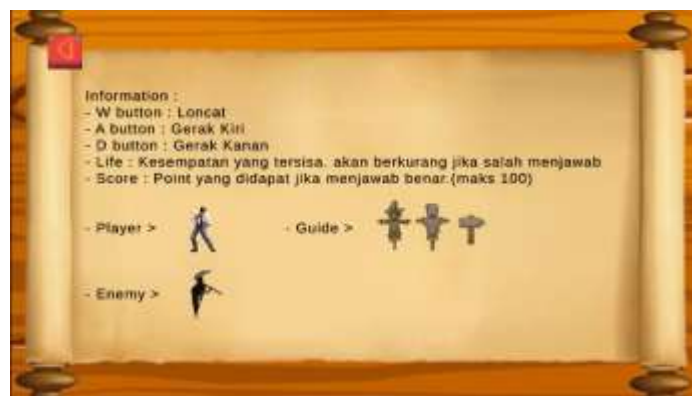 Information :
- W button : Loncat
- A button : Gerak Kiri
- D button : Gerak Kanan
- Life : Kesempatan yang tersisa. akan berkurang jika salah menjawab
- Score : Point yang didapat jika menjawab benar.(maks 100)
- Player > - Guide >
- Enemy >